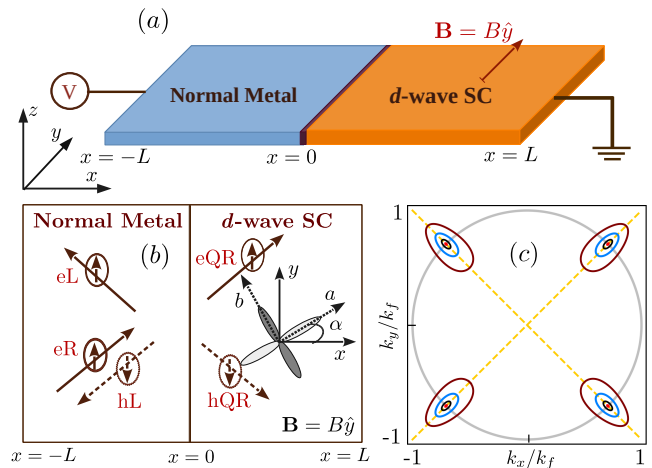 (a)
B = Bŷ
V
Normal Metal
d-wave SC
z
y
x
x = −L
x = 0
x = L
Normal Metal
d-wave SC
(b)
eL
eR
hL
eQR
hQR
y
b
a
α
x
B = Bŷ
x = −L
x = 0
x = L
(c)
1
k_y/k_f
-1
-1
k_x/k_f
1